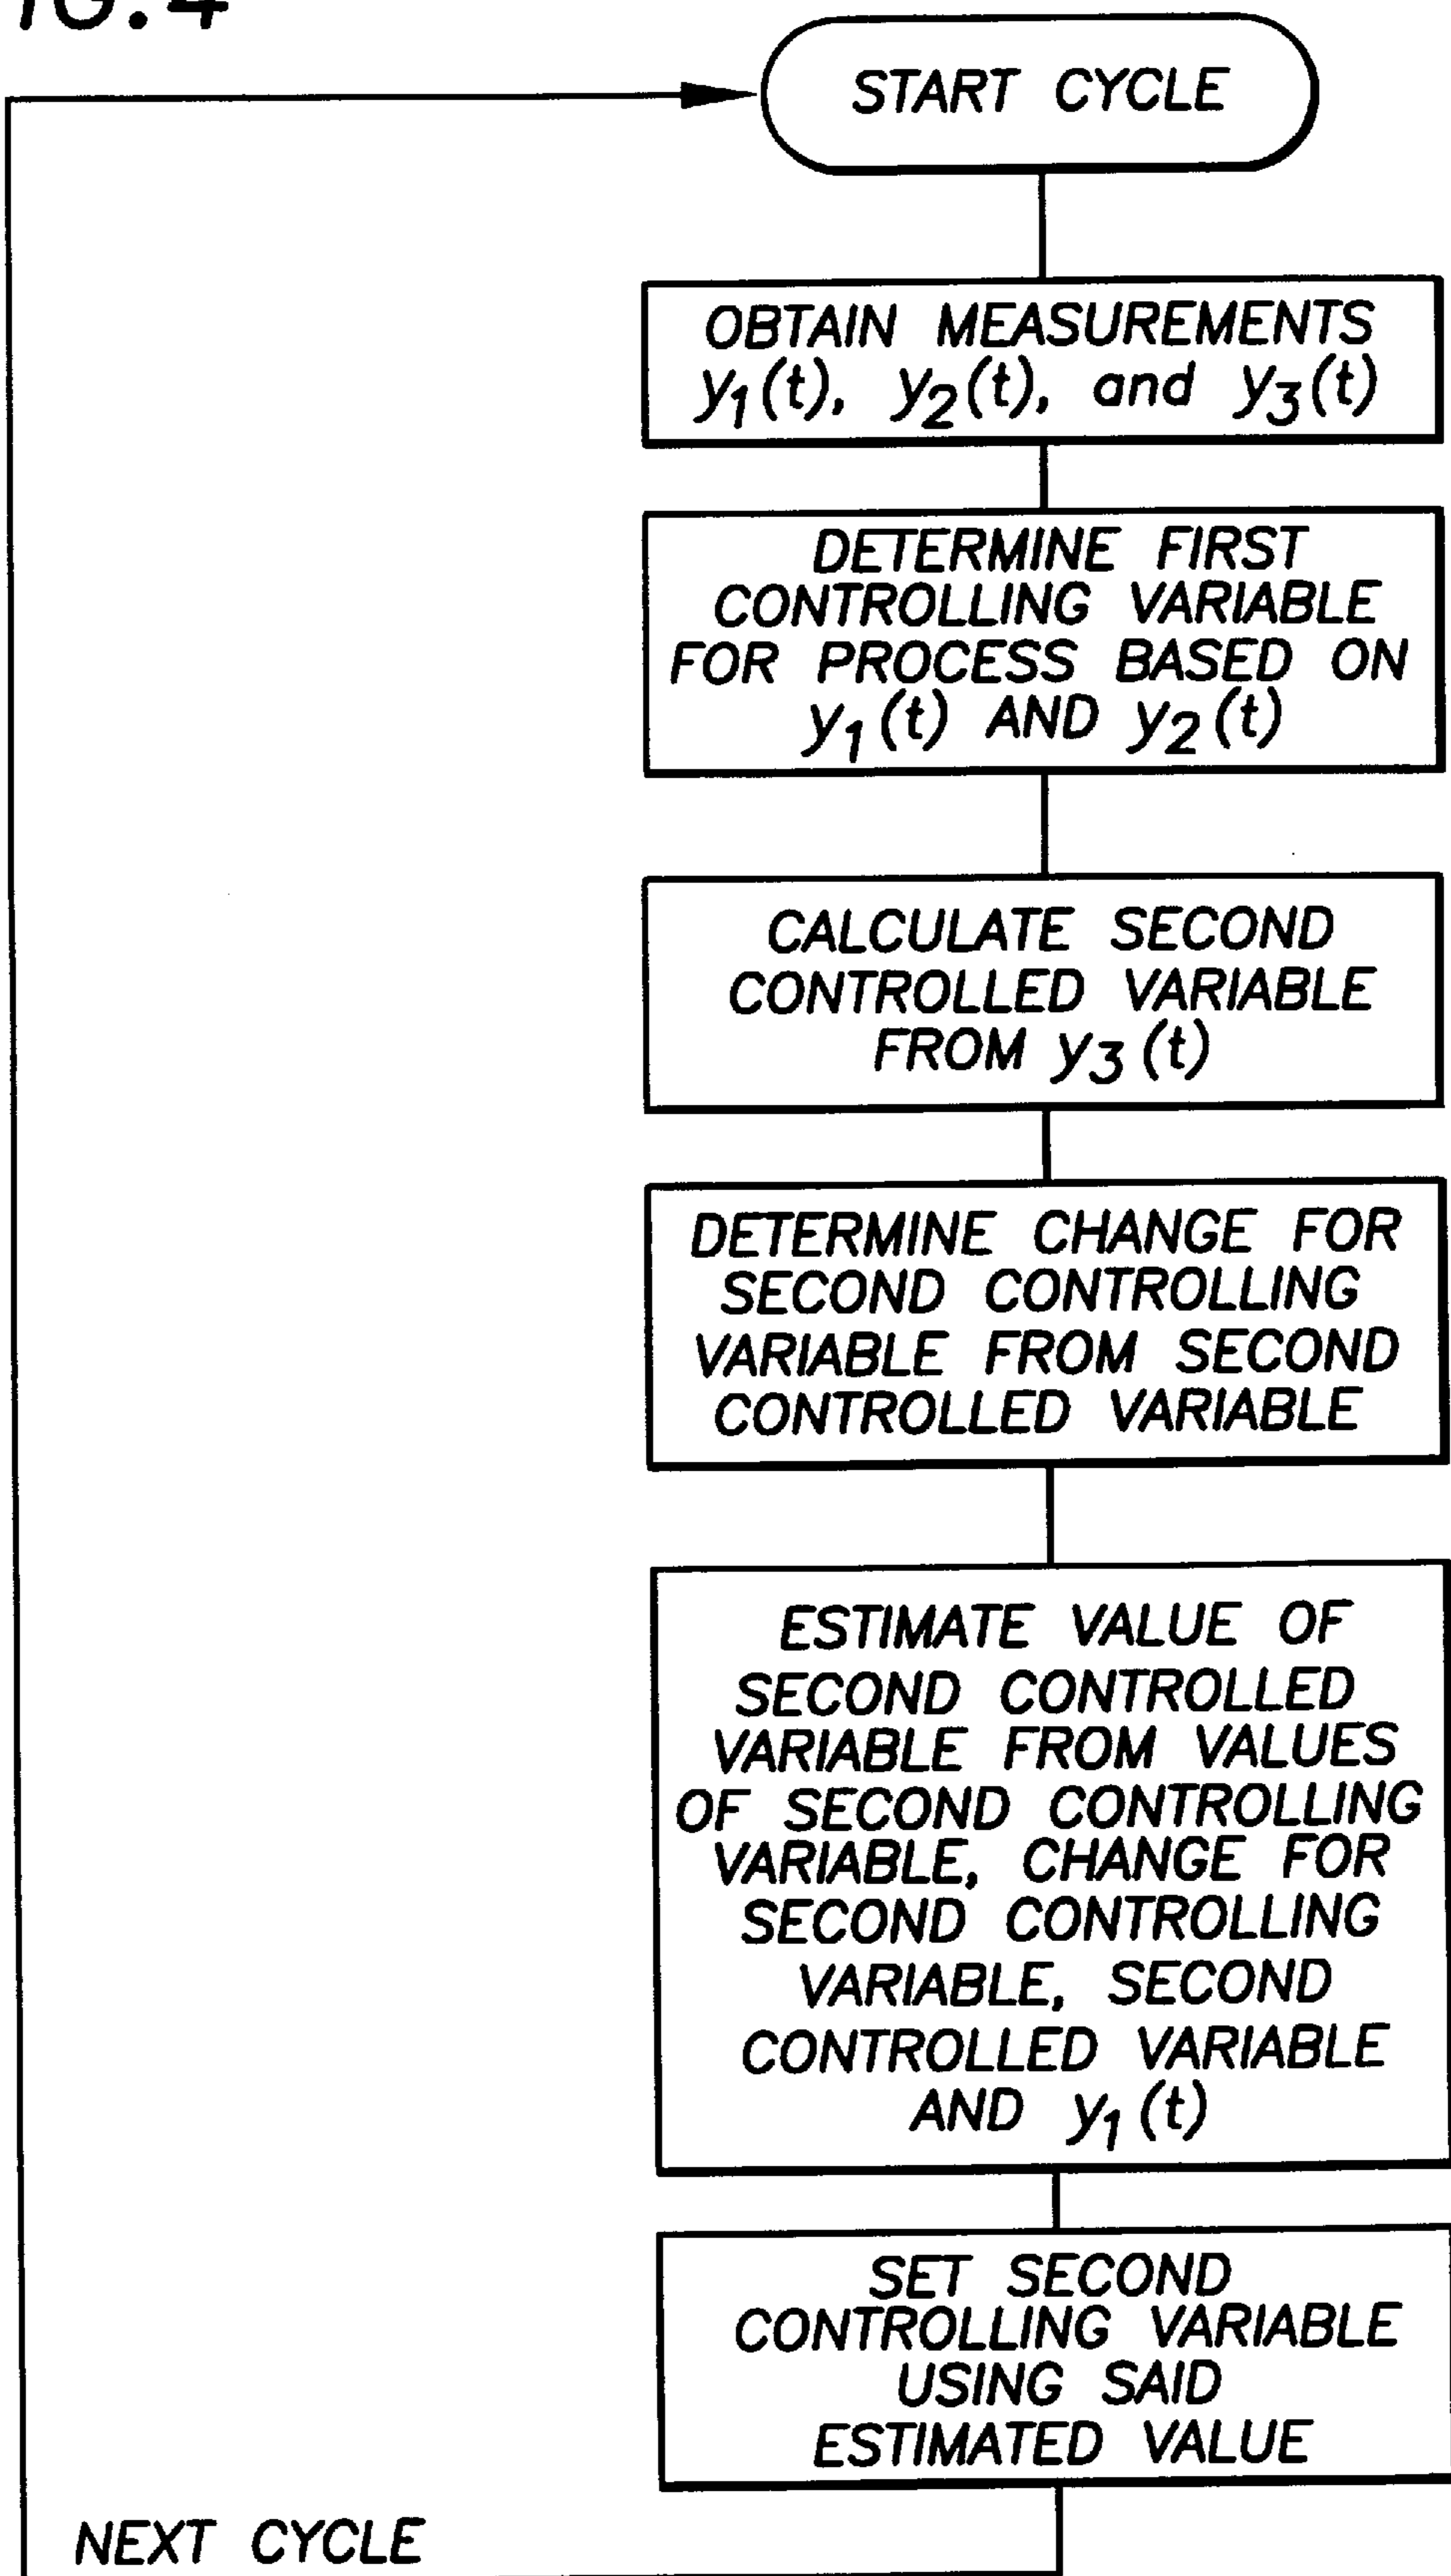 IG.4
START CYCLE
OBTAIN MEASUREMENTS
y1(t), y2(t), and y3(t)
DETERMINE FIRST
CONTROLLING VARIABLE
FOR PROCESS BASED ON
y1(t) AND y2(t)
CALCULATE SECOND
CONTROLLED VARIABLE
FROM y3(t)
DETERMINE CHANGE FOR
SECOND CONTROLLING
VARIABLE FROM SECOND
CONTROLLED VARIABLE
ESTIMATE VALUE OF
SECOND CONTROLLED
VARIABLE FROM VALUES
OF SECOND CONTROLLING
VARIABLE, CHANGE FOR
SECOND CONTROLLING
VARIABLE, SECOND
CONTROLLED VARIABLE
AND y1(t)
SET SECOND
CONTROLLING VARIABLE
USING SAID
ESTIMATED VALUE
NEXT CYCLE